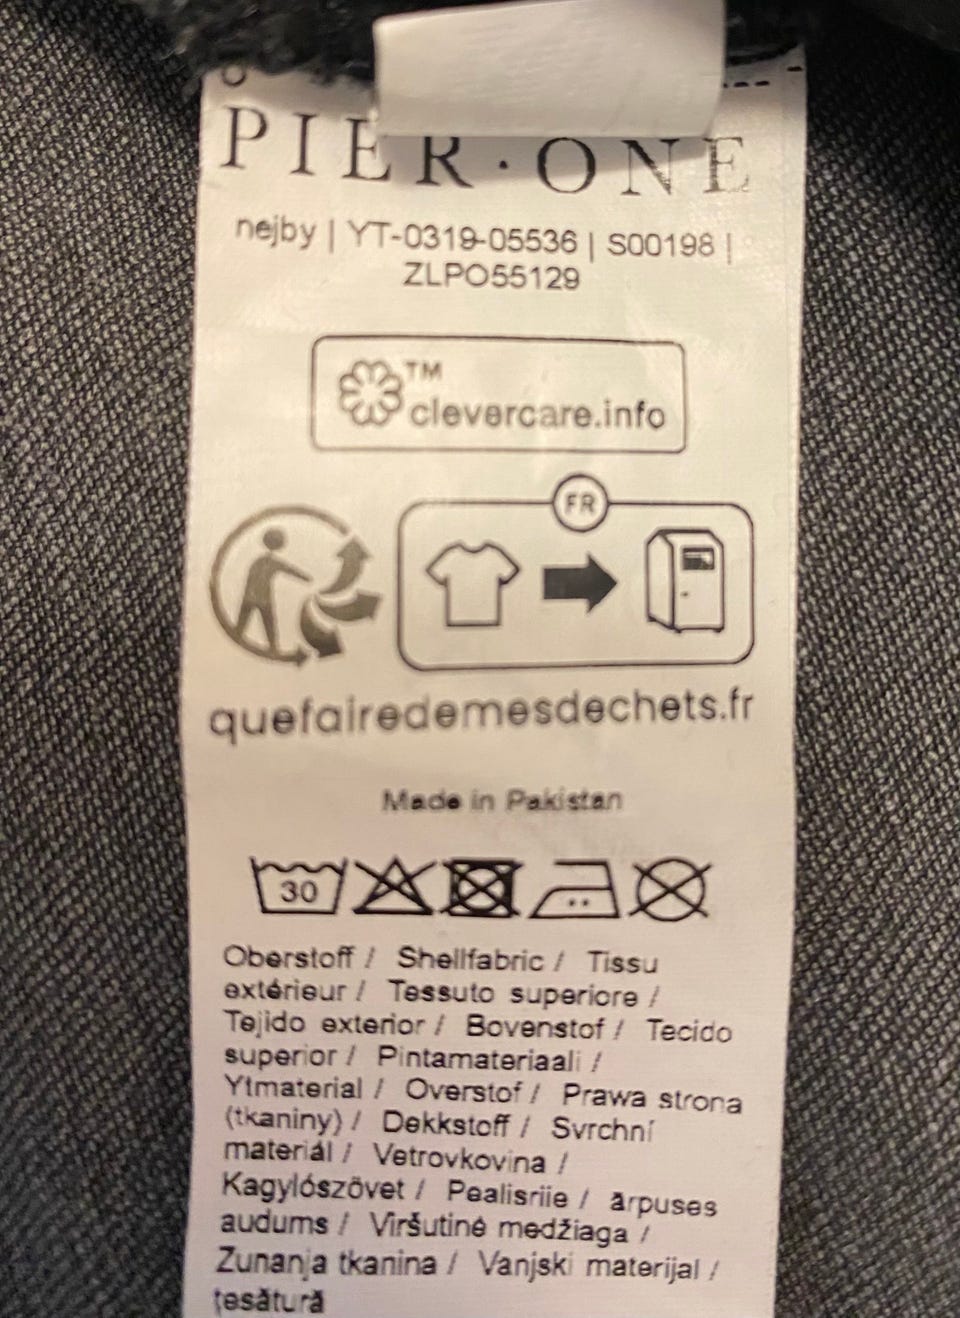 PIER · ONE
nejby | YT-0319-05536 | S00198 |
ZLPO55129
TM
clevercare.info
FR
quefairedemesdechets.fr
Made in Pakistan
30
Oberstoff / Shellfabric / Tissu
extérieur / Tessuto superiore /
Tejido exterior / Bovenstof / Tecido
superior / Pintamateriaali /
Ytmaterial / Overstof / Prawa strona
(tkaniny) / Dekkstoff / Svrchní
materiál / Vetrovkovina /
Kagylószövet / Pealisriie / ārpuses
audums / Viršutinė medžiaga /
Zunanja tkanina / Vanjski materijal /
țesătură